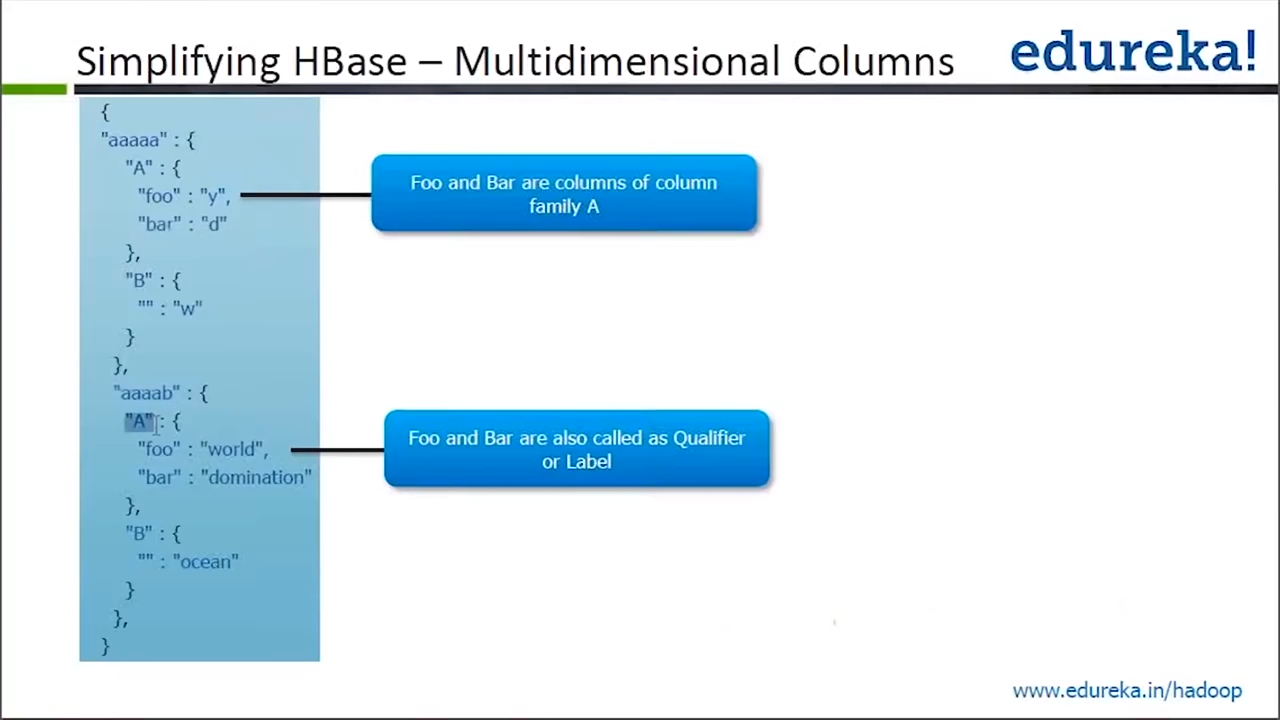 Simplifying HBase – Multidimensional Columns
edureka!
{
"aaaaa" : {
"A" : {
"foo" : "y",
"bar" : "d"
},
"B" : {
"" : "w"
}
},
"aaaab" : {
"A" : {
"foo" : "world",
"bar" : "domination"
},
"B" : {
"" : "ocean"
}
},
}
Foo and Bar are columns of column
family A
Foo and Bar are also called as Qualifier
or Label
www.edureka.in/hadoop